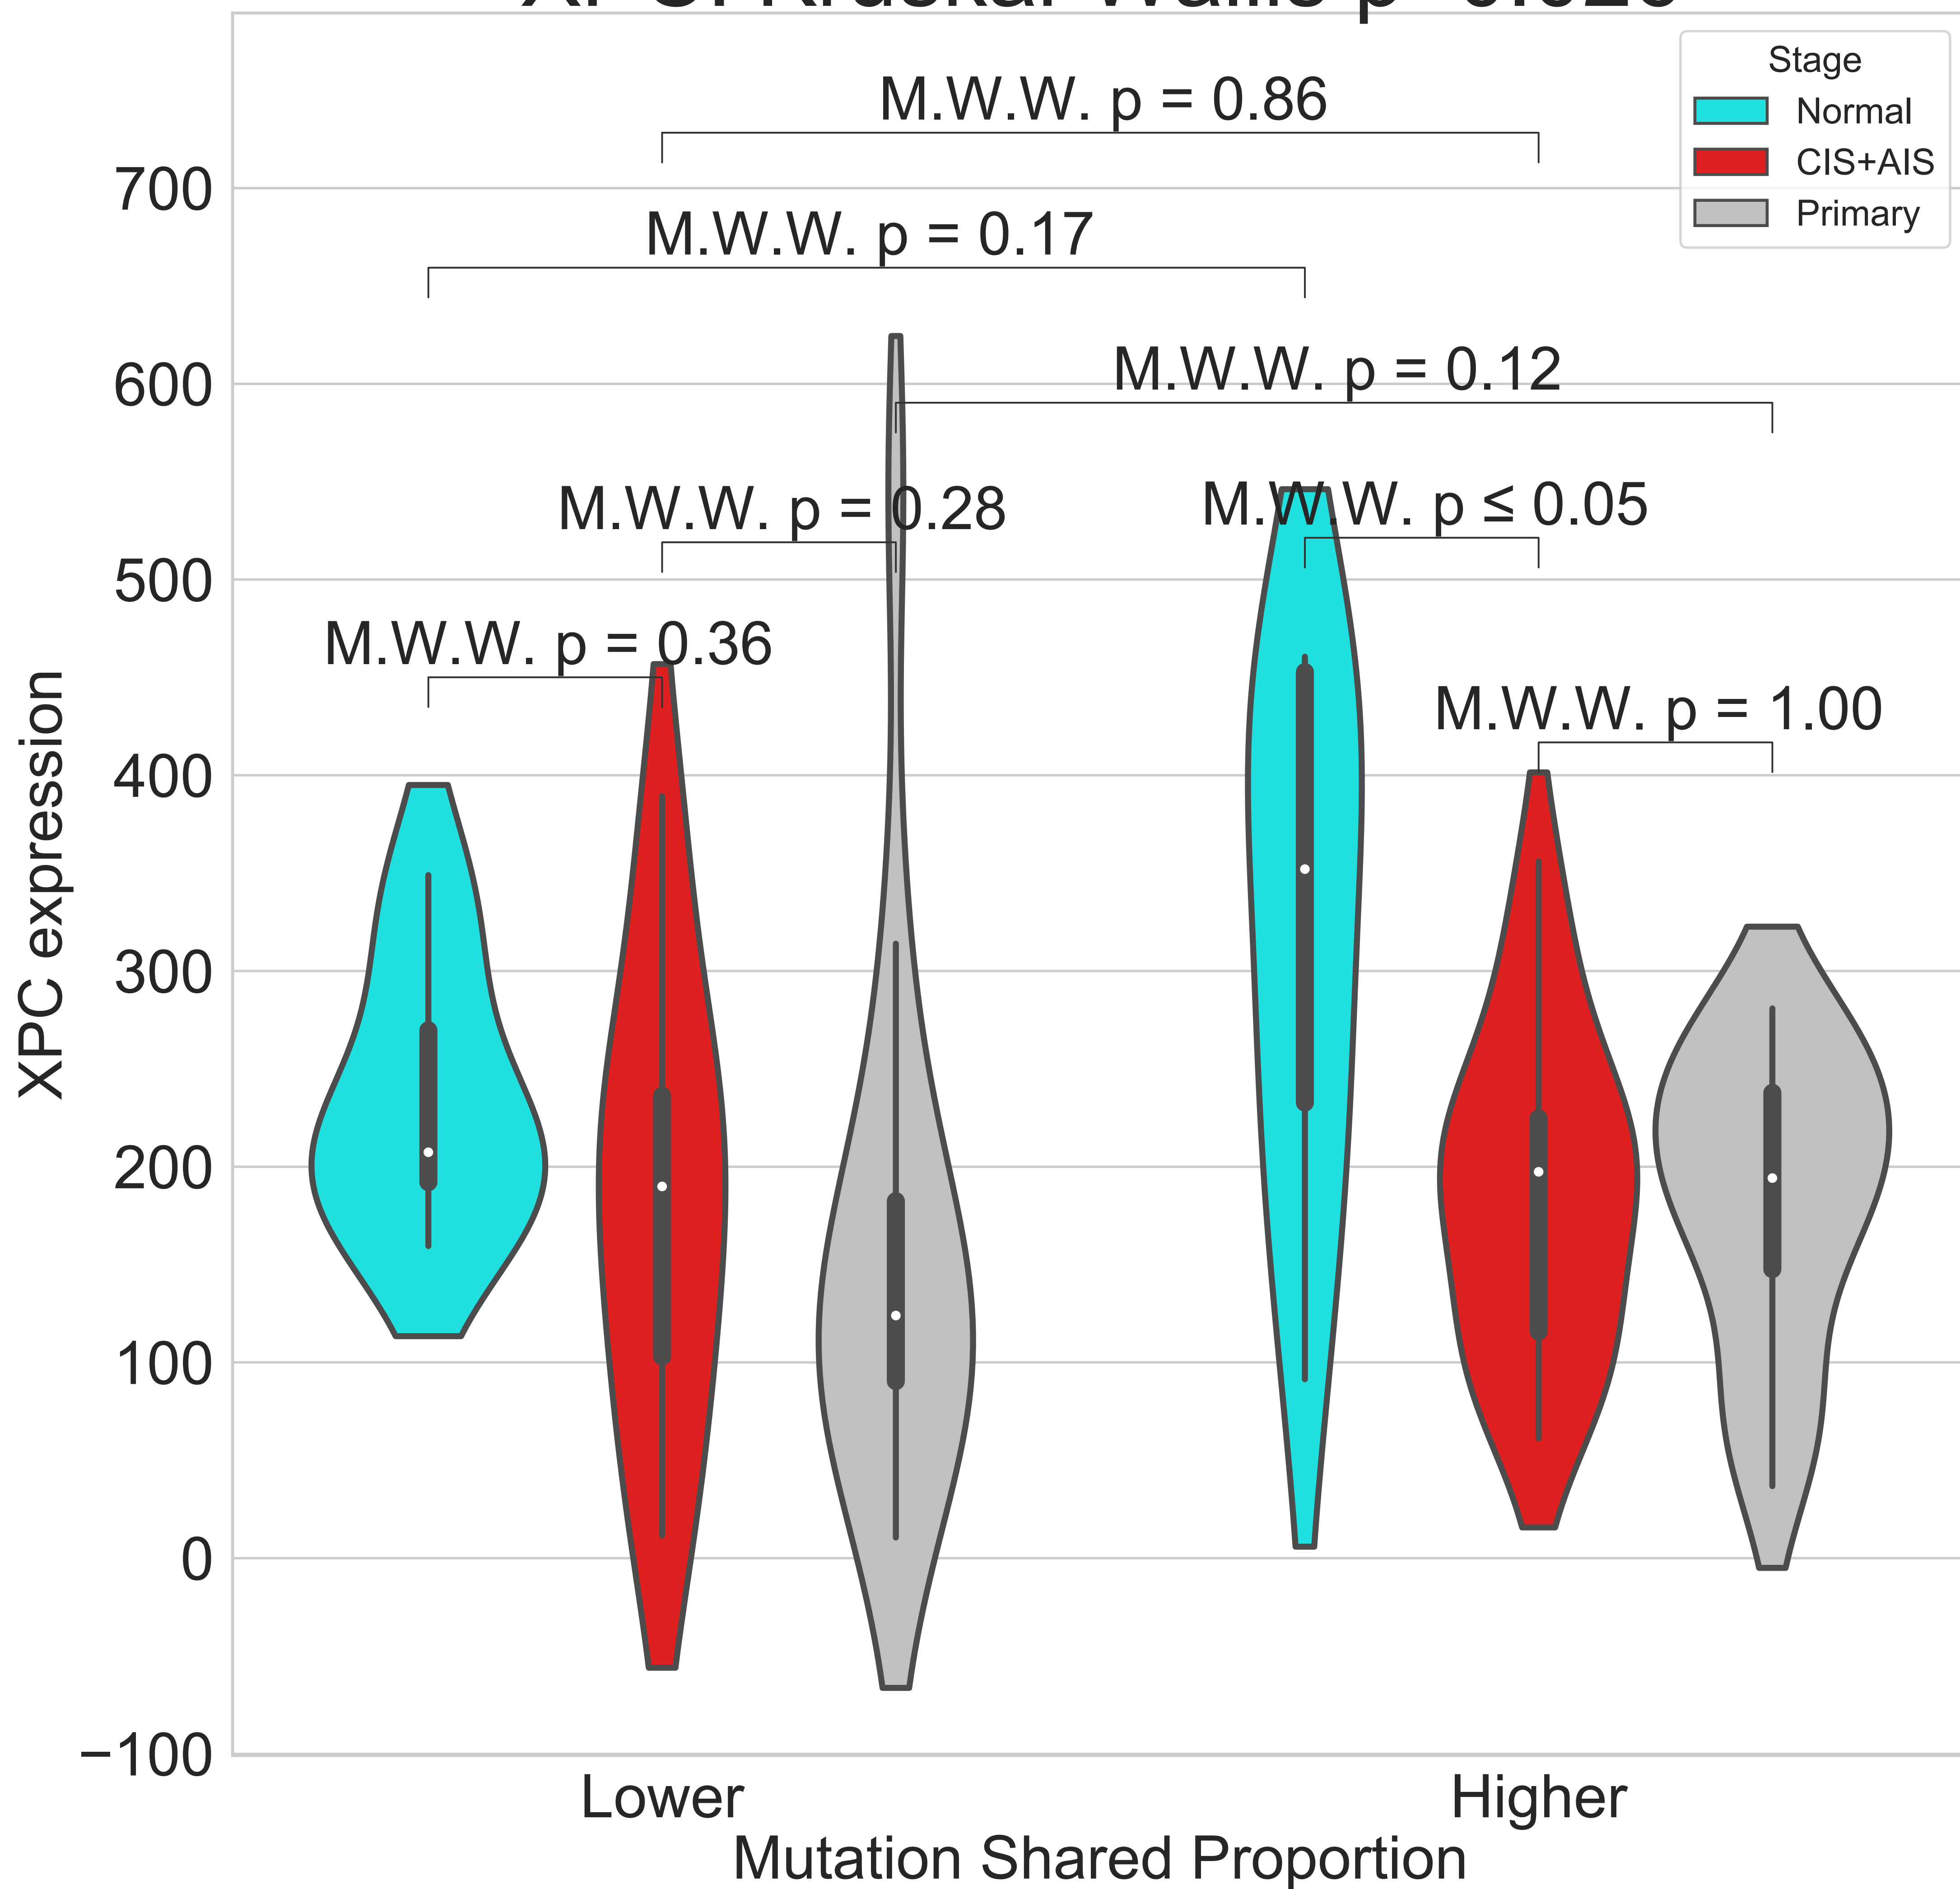 Stage
Normal
CIS+AIS
Primary
M.W.W. p = 0.86
M.W.W. p = 0.17
M.W.W. p = 0.12
M.W.W. p = 0.28
M.W.W. p ≤ 0.05
M.W.W. p = 0.36
M.W.W. p = 1.00
XPC expression
700
600
500
400
300
200
100
0
−100
Lower
Higher
Mutation Shared Proportion